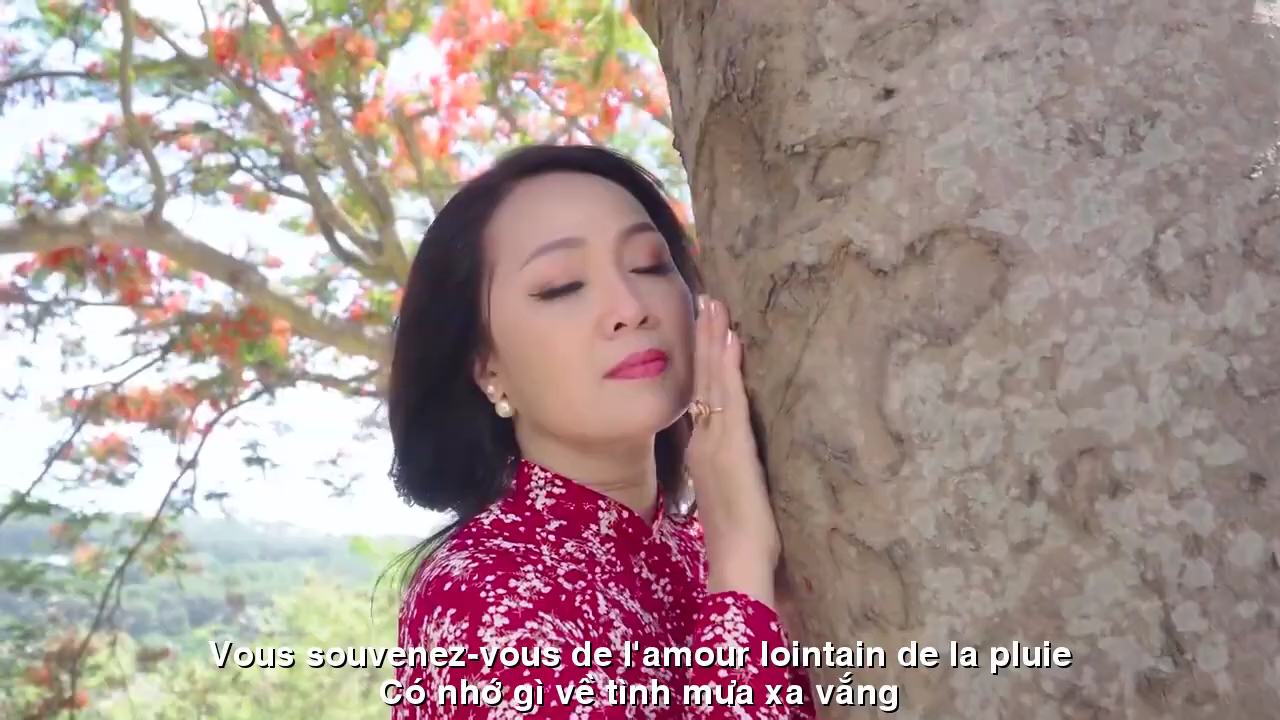 Vous souvenez-vous de l'amour lointain de la pluie
Có nhớ gì về tình mưa xa vắng